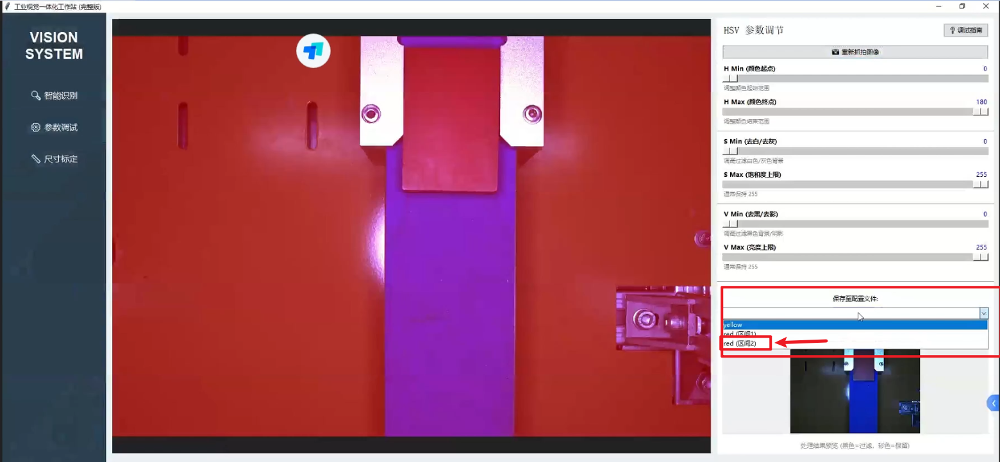 工业视觉一体化工作站 (完整版)
VISION
SYSTEM
智能识别
参数调试
尺寸标定
HSV 参数调节
调试指南
重新抓拍图像
H Min (颜色起点)
0
调整颜色起始范围
H Max (颜色终点)
180
调整颜色结束范围
S Min (去白/去灰)
0
调高过滤白色/灰色背景
S Max (饱和度上限)
255
通常保持 255
V Min (去黑/去影)
0
调高过滤黑色背景/阴影
V Max (亮度上限)
255
通常保持 255
保存至配置文件:
yellow
red (区间1)
red (区间2)
处理结果预览 (黑色=过滤, 彩色=保留)